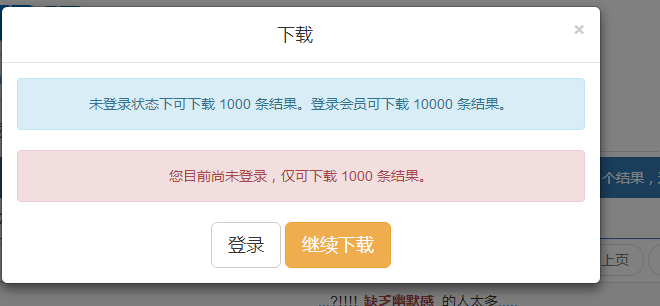 下载
×
未登录状态下可下载 1000 条结果。登录会员可下载 10000 条结果。
您目前尚未登录，仅可下载 1000 条结果。
个结果，
登录
继续下载
上页
...?!!!! 缺乏幽默感 的人太多.....